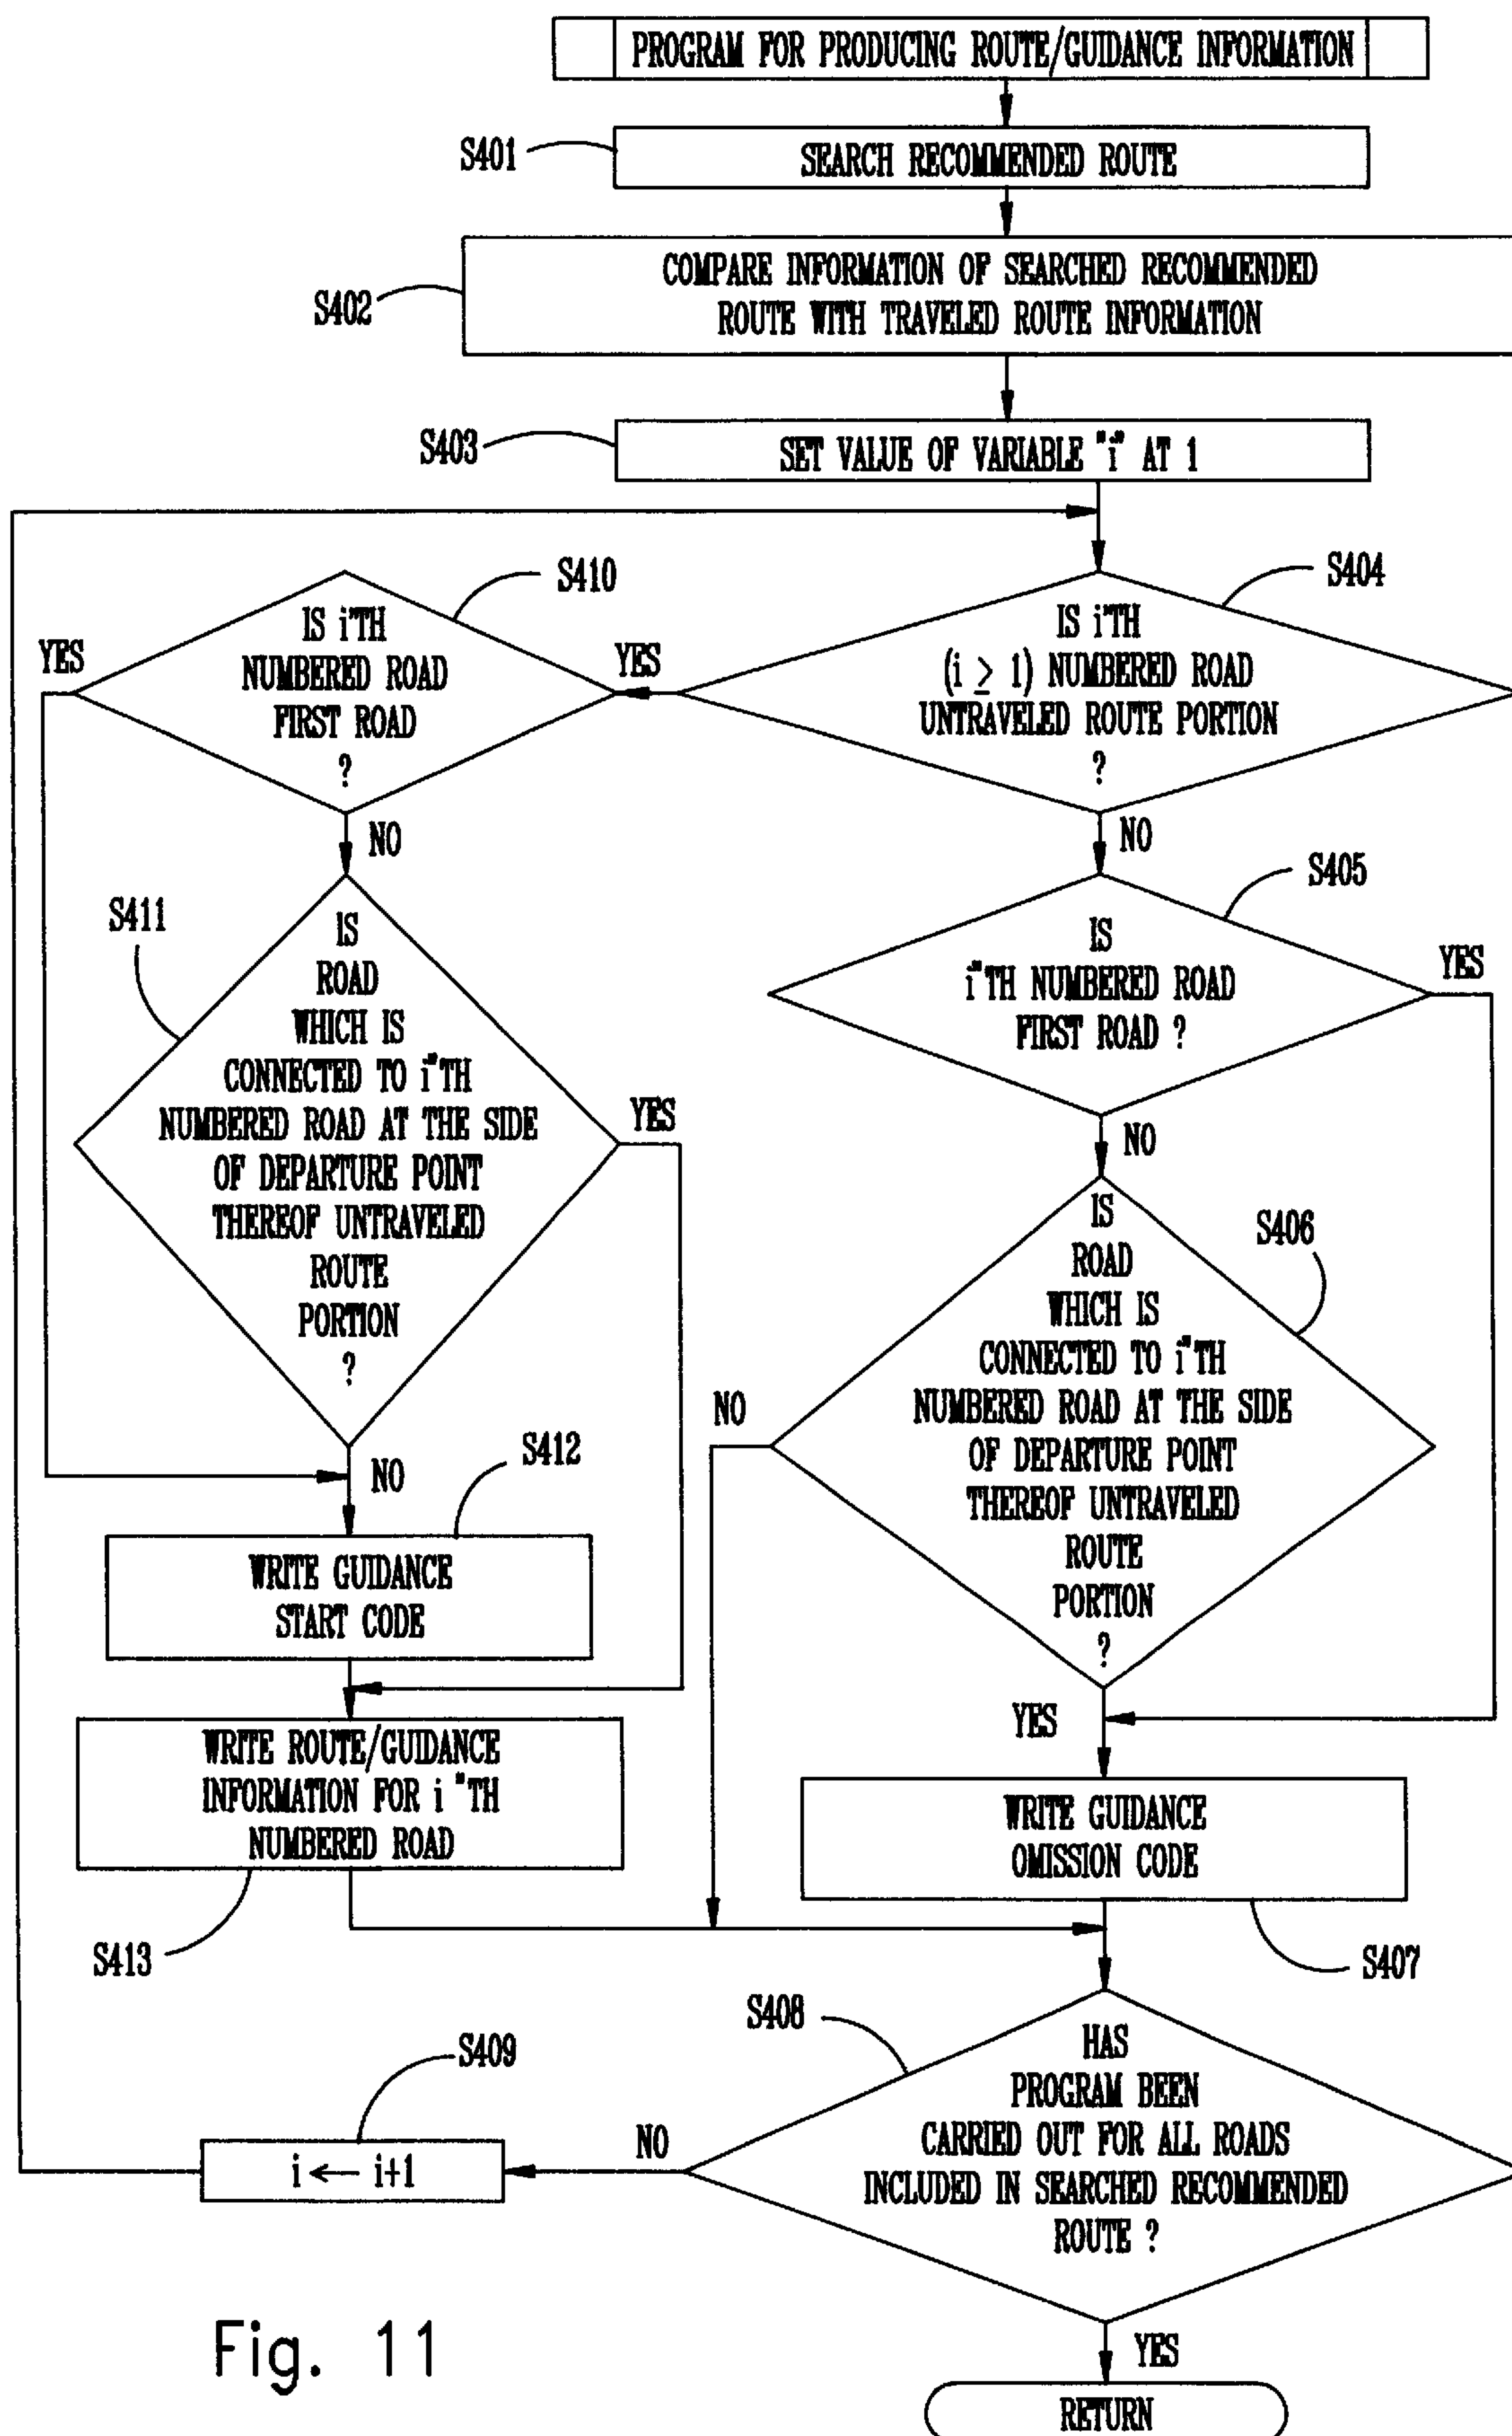 PROGRAM FOR PRODUCING ROUTE/GUIDANCE INFORMATION
S401
SEARCH RECOMMENDED ROUTE
S402
COMPARE INFORMATION OF SEARCHED RECOMMENDED
ROUTE WITH TRAVELED ROUTE INFORMATION
S403
SET VALUE OF VARIABLE "i" AT 1
S404
IS i"TH
(i ≥ 1) NUMBERED ROAD
UNTRAVELED ROUTE PORTION
?
YES
NO
S410
IS i"TH
NUMBERED ROAD
FIRST ROAD
?
YES
NO
S405
IS
i"TH NUMBERED ROAD
FIRST ROAD ?
YES
NO
S411
IS
ROAD
WHICH IS
CONNECTED TO i"TH
NUMBERED ROAD AT THE SIDE
OF DEPARTURE POINT
THEREOF UNTRAVELED
ROUTE
PORTION
?
YES
NO
S406
IS
ROAD
WHICH IS
CONNECTED TO i"TH
NUMBERED ROAD AT THE SIDE
OF DEPARTURE POINT
THEREOF UNTRAVELED
ROUTE
PORTION
?
NO
YES
S412
WRITE GUIDANCE
START CODE
WRITE ROUTE/GUIDANCE
INFORMATION FOR i "TH
NUMBERED ROAD
S413
WRITE GUIDANCE
OMISSION CODE
S407
S408
HAS
PROGRAM BEEN
CARRIED OUT FOR ALL ROADS
INCLUDED IN SEARCHED RECOMMENDED
ROUTE ?
NO
S409
i ← i+1
YES
RETURN
Fig. 11